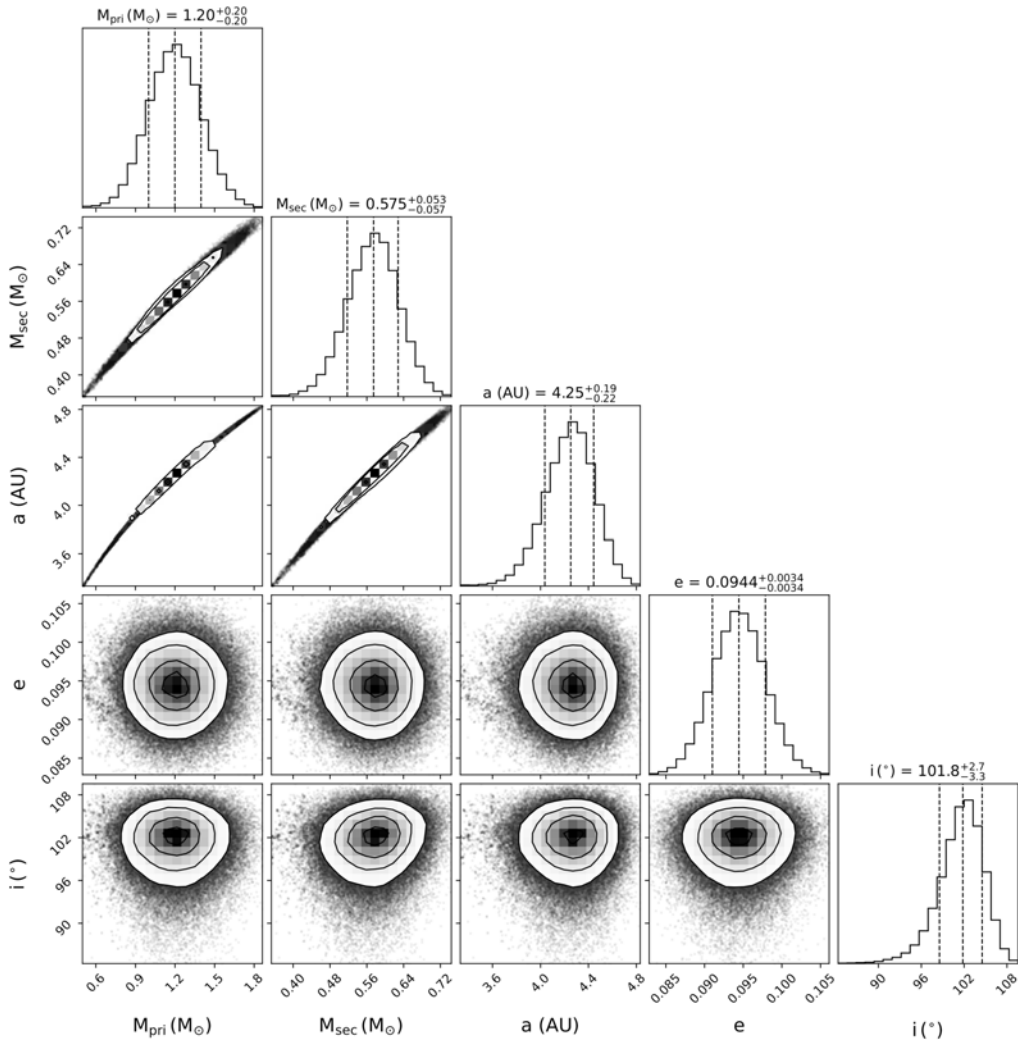 M_pri (M_⊙) = 1.20^{+0.20}_{-0.20}
M_sec (M_⊙) = 0.575^{+0.053}_{-0.057}
M_sec (M_⊙)
0.72
0.64
0.56
0.48
0.40
a (AU) = 4.25^{+0.19}_{-0.22}
a (AU)
4.8
4.4
4.0
3.6
e = 0.0944^{+0.0034}_{-0.0034}
e
0.105
0.100
0.095
0.090
0.085
i (°) = 101.8^{+2.7}_{-3.3}
i (°)
108
102
96
90
0.6 0.9 1.2 1.5 1.8 0.40 0.48 0.56 0.64 0.72 3.6 4.0 4.4 4.8 0.085 0.090 0.095 0.100 0.105 90 96 102 108
M_pri (M_⊙) M_sec (M_⊙) a (AU) e i (°)